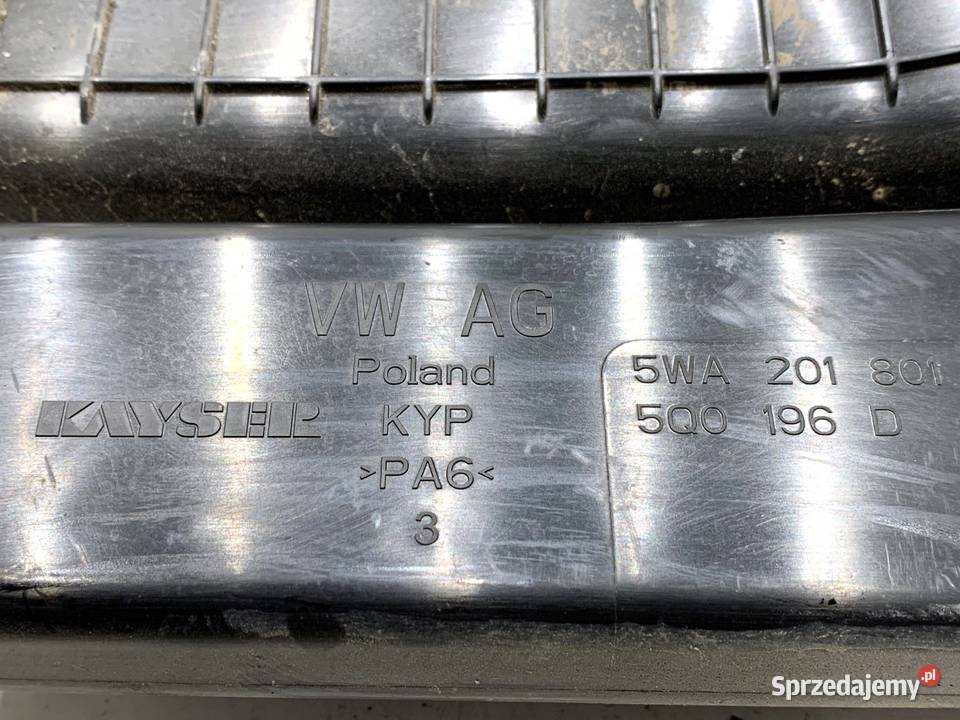 VW AG
Poland
KAYSER KYP
>PA6<
3
5WA 201 801
5Q0 196 D
Sprzedajemy.pl